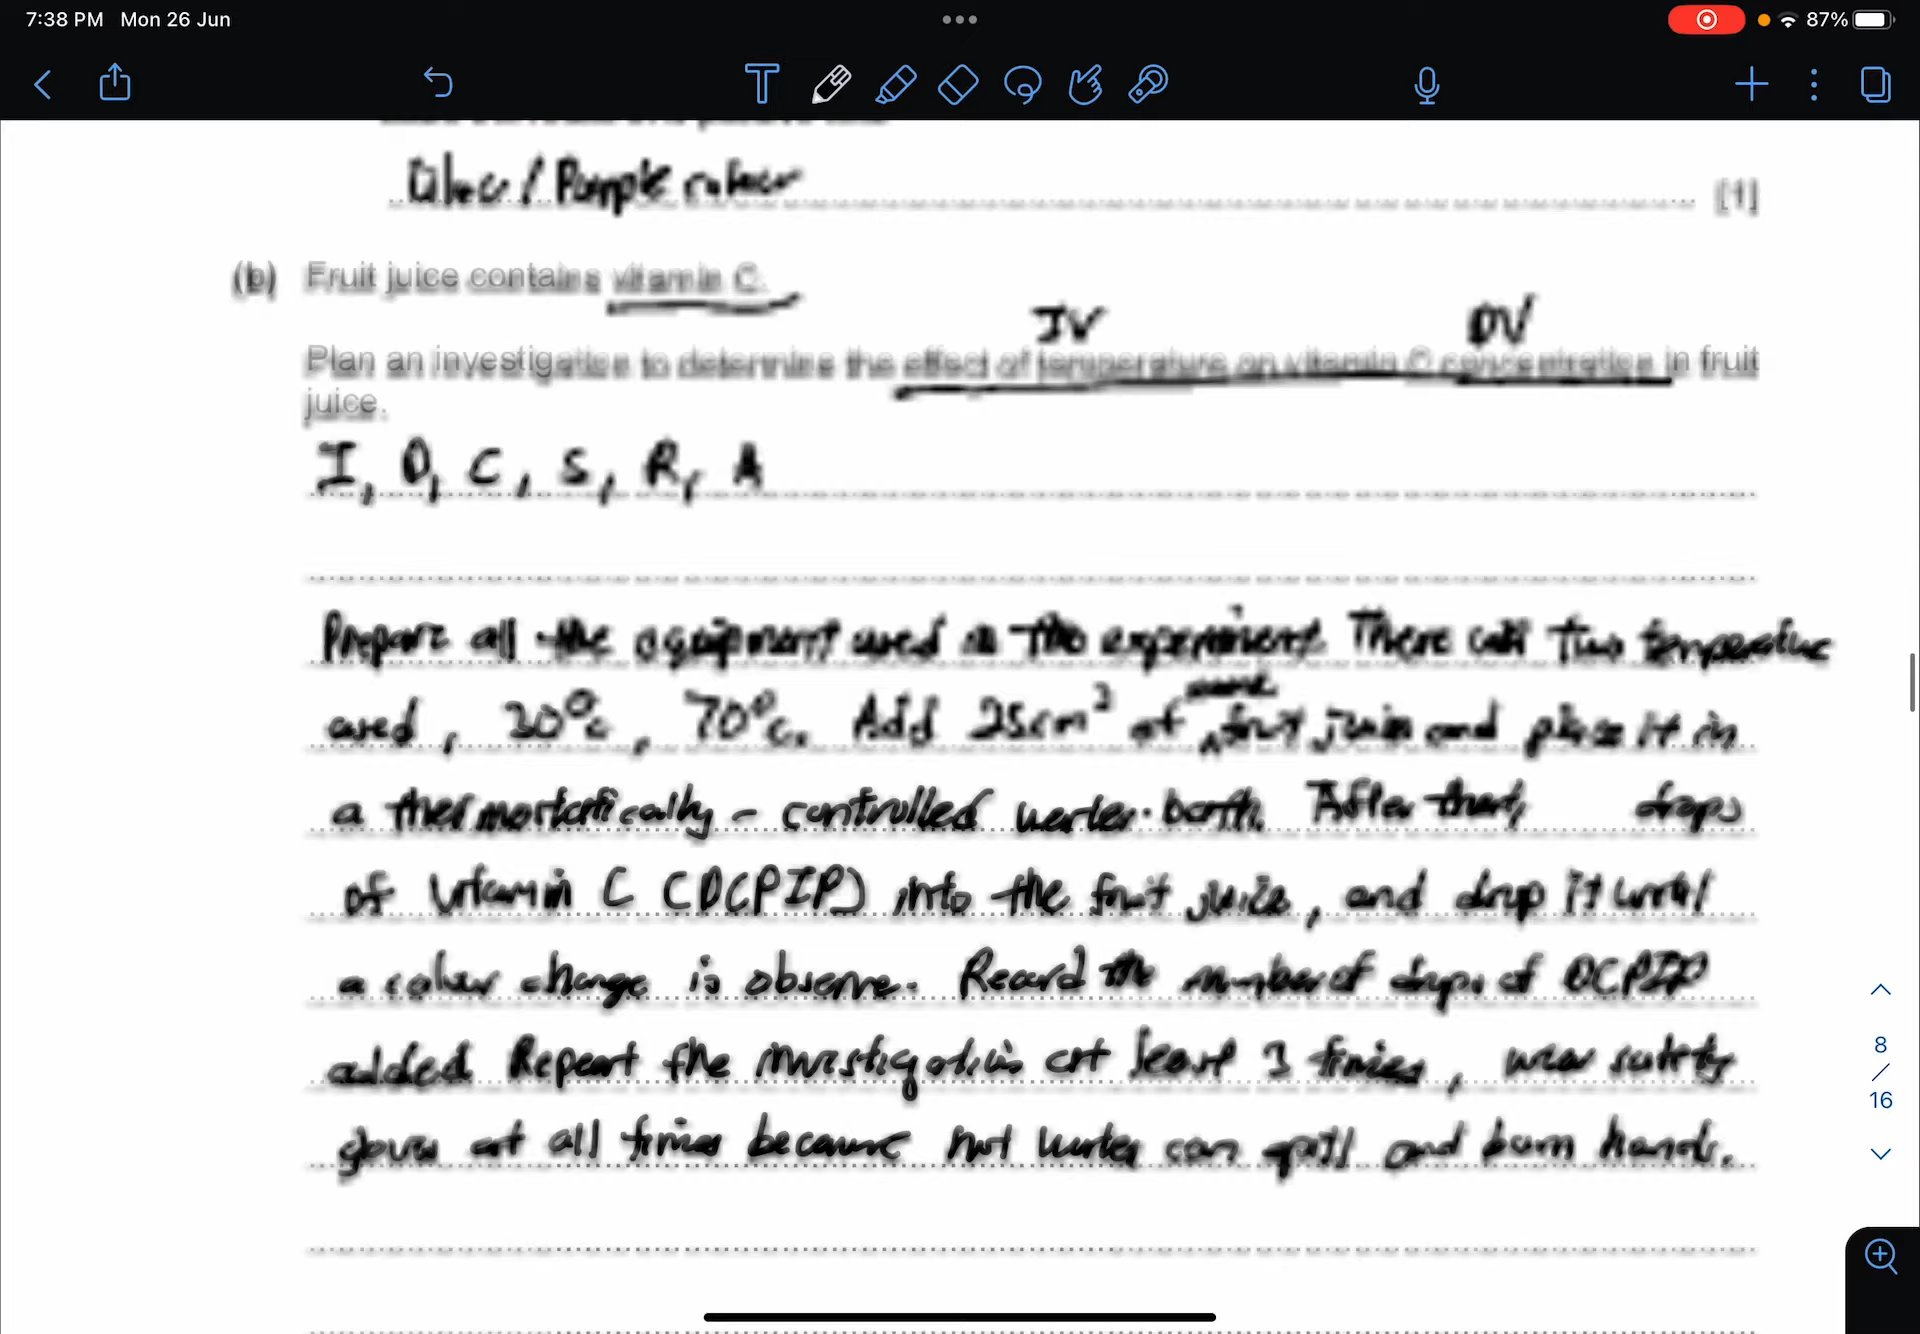 7:38 PM Mon 26 Jun
87%
Lilac / Purple colour
[1]
(b) Fruit juice contains vitamin C.
IV DV
Plan an investigation to determine the effect of temperature on vitamin C concentration in fruit
juice.
I, D, C, S, R, A
Prepare all the equipment used in the experiment There will two temperature
used, 30°c, 70°c. Add 25cm³ of fruit juice and place it in
a thermostatically - controlled water bath. After that, drops
of Vitamin C (DCPIP) into the fruit juice, and drop it until
a colour change is observe. Record the number of drops of DCPIP
added Repeat the investigation at least 3 times, wear safety
gloves at all times because hot water can spill and burn hands.
8
/
16